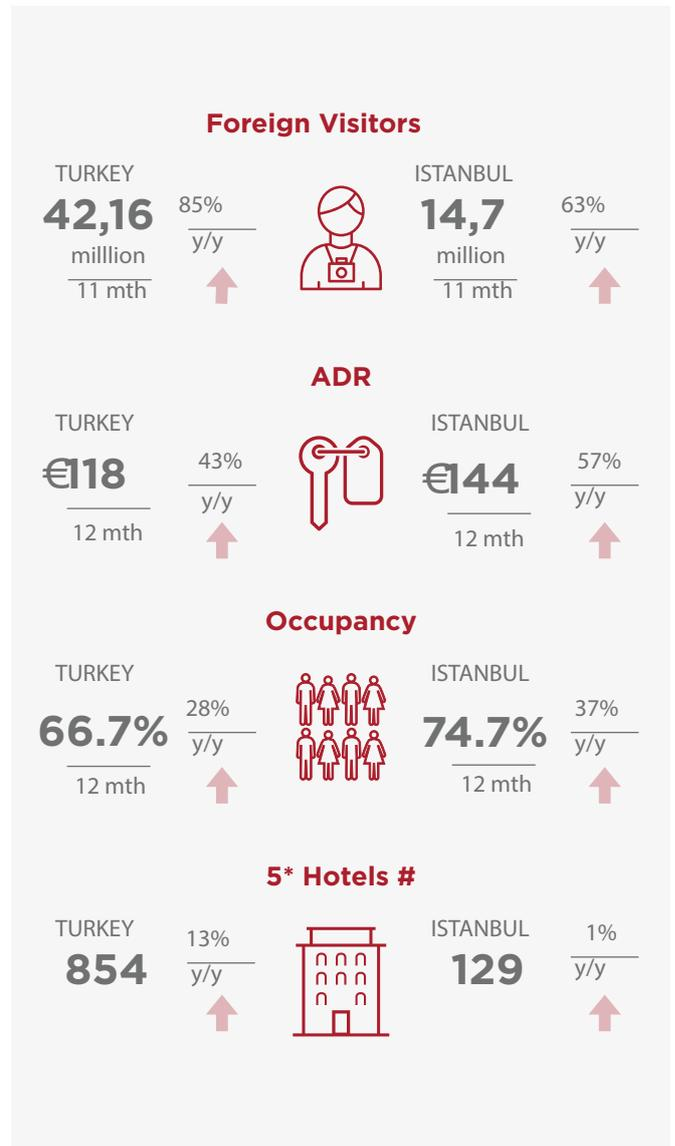 Foreign Visitors
TURKEY
42,16
milllion
11 mth
85%
y/y
ISTANBUL
14,7
million
11 mth
63%
y/y
ADR
TURKEY
€118
12 mth
43%
y/y
ISTANBUL
€144
12 mth
57%
y/y
Occupancy
TURKEY
66.7%
12 mth
28%
y/y
ISTANBUL
74.7%
12 mth
37%
y/y
5* Hotels #
TURKEY
854
13%
y/y
ISTANBUL
129
1%
y/y